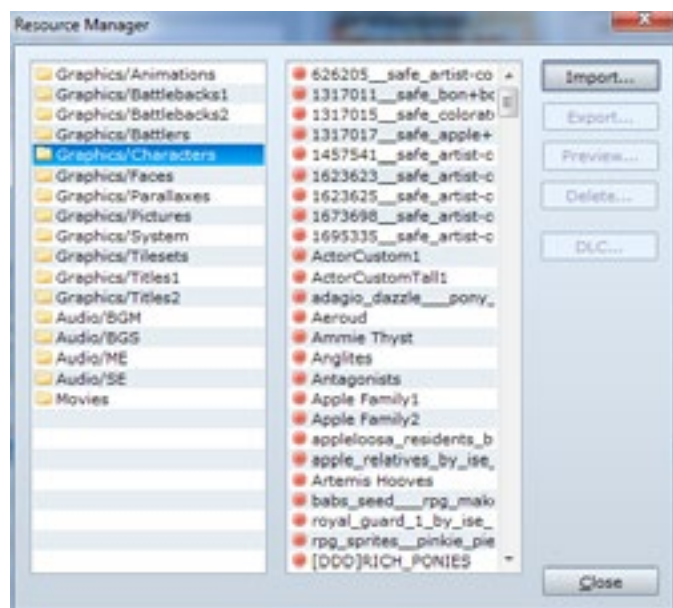 Resource Manager
Graphics/Animations
Graphics/Battlebacks1
Graphics/Battlebacks2
Graphics/Battlers
Graphics/Characters
Graphics/Faces
Graphics/Parallaxes
Graphics/Pictures
Graphics/System
Graphics/Tilesets
Graphics/Titles1
Graphics/Titles2
Audio/BGM
Audio/BGS
Audio/ME
Audio/SE
Movies
626205__safe_artist-co
1317011__safe_bon+bo
1317015__safe_colorat
1317017__safe_apple+
1457541__safe_artist-c
1623623__safe_artist-c
1623625__safe_artist-c
1673698__safe_artist-c
1695335__safe_artist-c
ActorCustom1
ActorCustomTall1
adagio_dazzle___pony_
Aeroud
Ammie Thyst
Anglites
Antagonists
Apple Family1
Apple Family2
appleloosa_residents_b
apple_relatives_by_ise_
Artemis Hooves
babs_seed___rpg_make
royal_guard_1_by_ise_
rpg_sprites__pinkie_pie
[DDD]RICH_PONIES
Import...
Export...
Preview...
Delete...
DLC...
Close